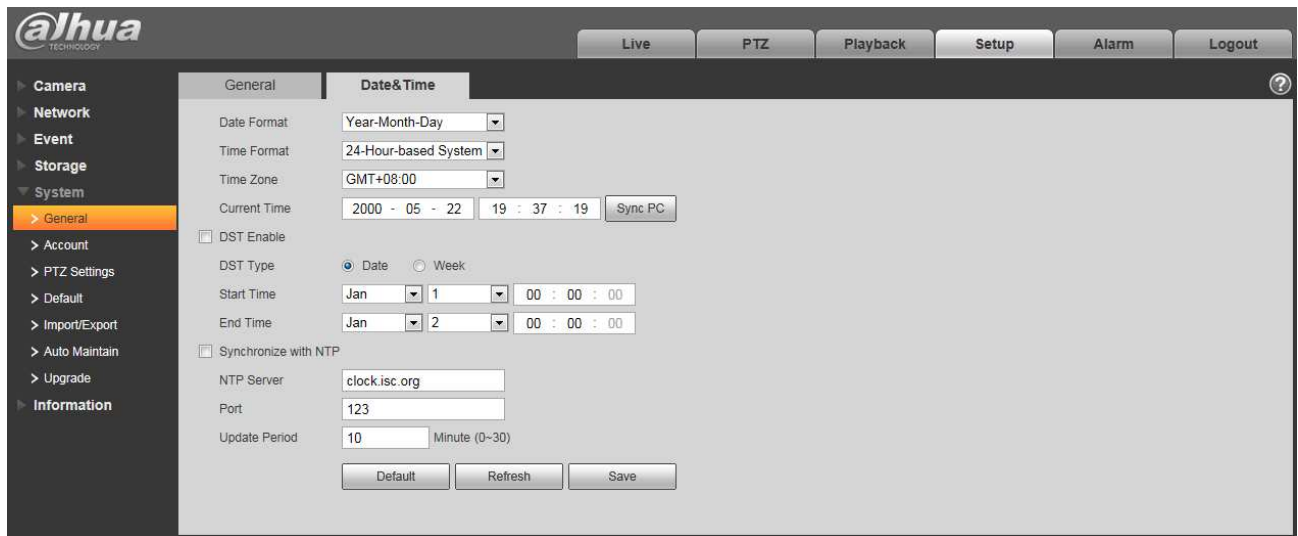 alhua
TECHNOLOGY
Live PTZ Playback Setup Alarm Logout
Camera
Network
Event
Storage
System
> General
> Account
> PTZ Settings
> Default
> Import/Export
> Auto Maintain
> Upgrade
Information
General Date&Time ?
Date Format Year-Month-Day
Time Format 24-Hour-based System
Time Zone GMT+08:00
Current Time 2000 - 05 - 22 19 : 37 : 19 Sync PC
DST Enable
DST Type Date Week
Start Time Jan 1 00 : 00 : 00
End Time Jan 2 00 : 00 : 00
Synchronize with NTP
NTP Server clock.isc.org
Port 123
Update Period 10 Minute (0~30)
Default Refresh Save